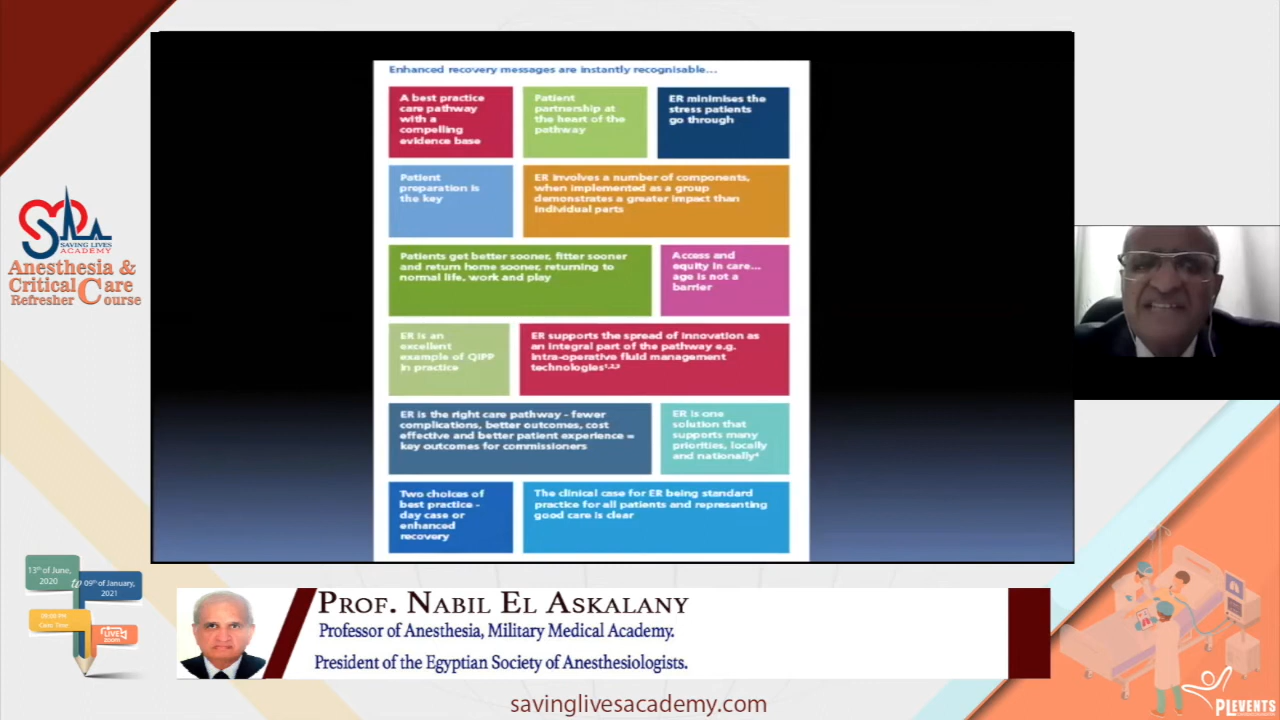 Enhanced recovery messages are instantly recognisable...
A best practice
care pathway
with a
compelling
evidence base
Patient
partnership at
the heart of the
pathway
ER minimises the
stress patients
go through
Patient
preparation is
the key
ER involves a number of components,
when implemented as a group
demonstrates a greater impact than
individual parts
Patients get better sooner, fitter sooner
and return home sooner, returning to
normal life, work and play
Access and
equity in care...
age is not a
barrier
ER is an
excellent
example of QIPP
in practice
ER supports the spread of innovation as
an integral part of the pathway e.g.
intra-operative fluid management
technologies¹,²,³
ER is the right care pathway - fewer
complications, better outcomes, cost
effective and better patient experience =
key outcomes for commissioners
ER is one
solution that
supports many
priorities, locally
and nationally⁴
Two choices of
best practice -
day case or
enhanced
recovery
The clinical case for ER being standard
practice for all patients and representing
good care is clear
SAVING LIVES
ACADEMY
Anesthesia &
Critical Care
Refresher Course
13th of June,
2020
to
09th of January,
2021
LIVE
zoom
PROF. NABIL EL ASKALANY
Professor of Anesthesia, Military Medical Academy.
President of the Egyptian Society of Anesthesiologists.
savinglivesacademy.com
PLEVENTS